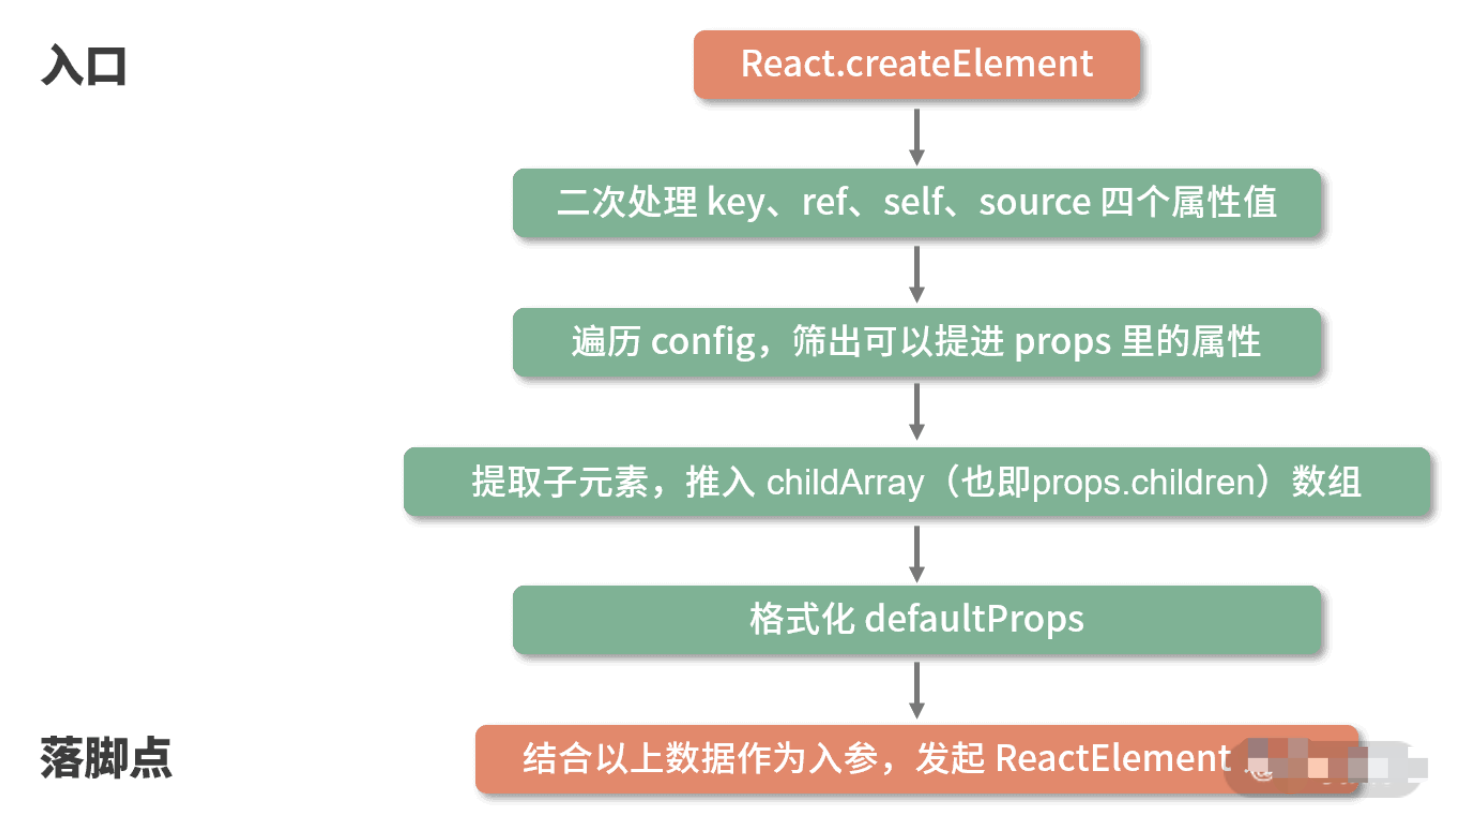 入口
React.createElement
二次处理 key、ref、self、source 四个属性值
遍历 config，筛出可以提进 props 里的属性
提取子元素，推入 childArray（也即props.children）数组
格式化 defaultProps
落脚点
结合以上数据作为入参，发起 ReactElement